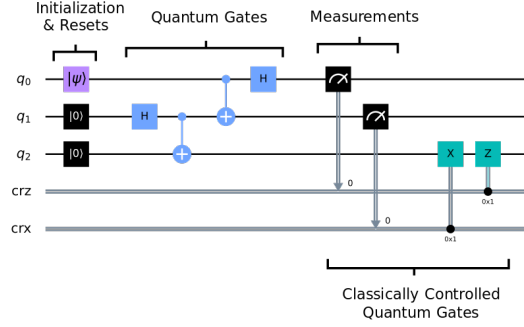 Initialization
& Resets
Quantum Gates
Measurements
q₀ |ψ⟩ H
q₁ |0⟩ H
q₂ |0⟩ X Z
crz 0 0x1
crx 0 0x1
Classically Controlled
Quantum Gates